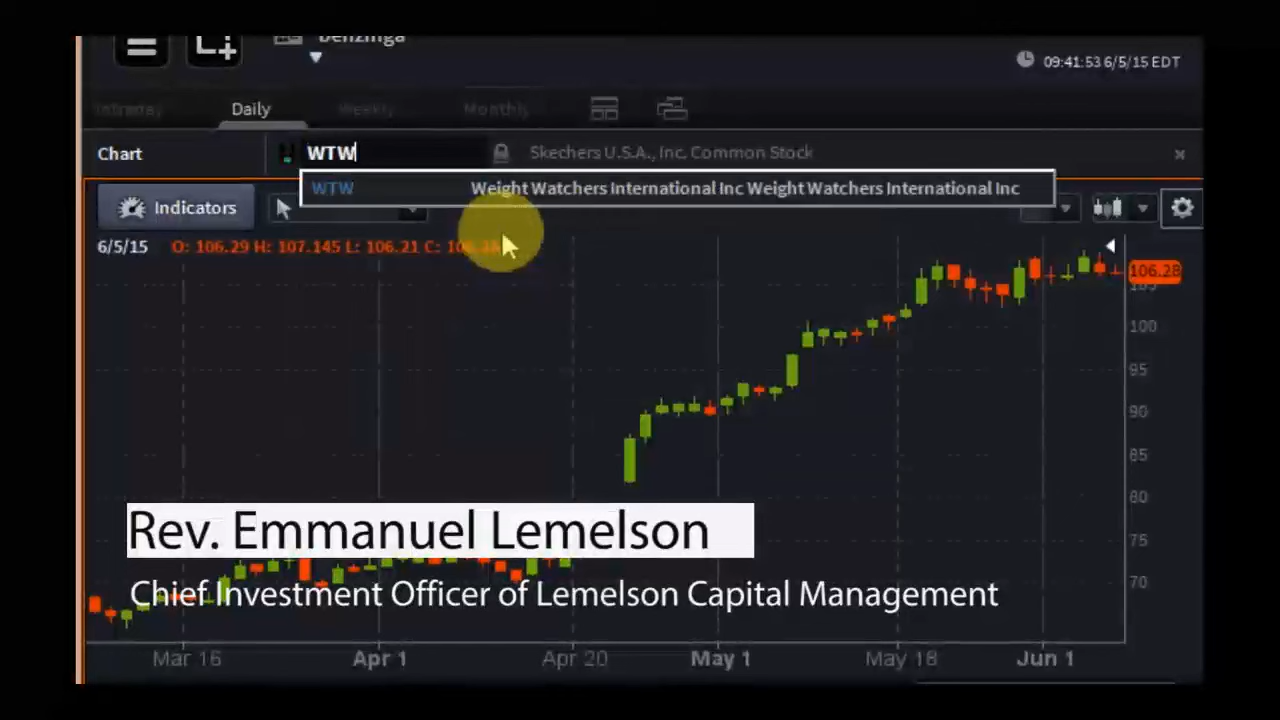 benzinga
09:41:53 6/5/15 EDT
Intraday Daily Weekly Monthly
Chart WTW Skechers U.S.A., Inc. Common Stock
WTW Weight Watchers International Inc Weight Watchers International Inc
Indicators
6/5/15 O: 106.29 H: 107.145 L: 106.21 C:
106.28
105
100
95
90
85
80
75
70
Rev. Emmanuel Lemelson
Chief Investment Officer of Lemelson Capital Management
Mar 16 Apr 1 Apr 20 May 1 May 18 Jun 1